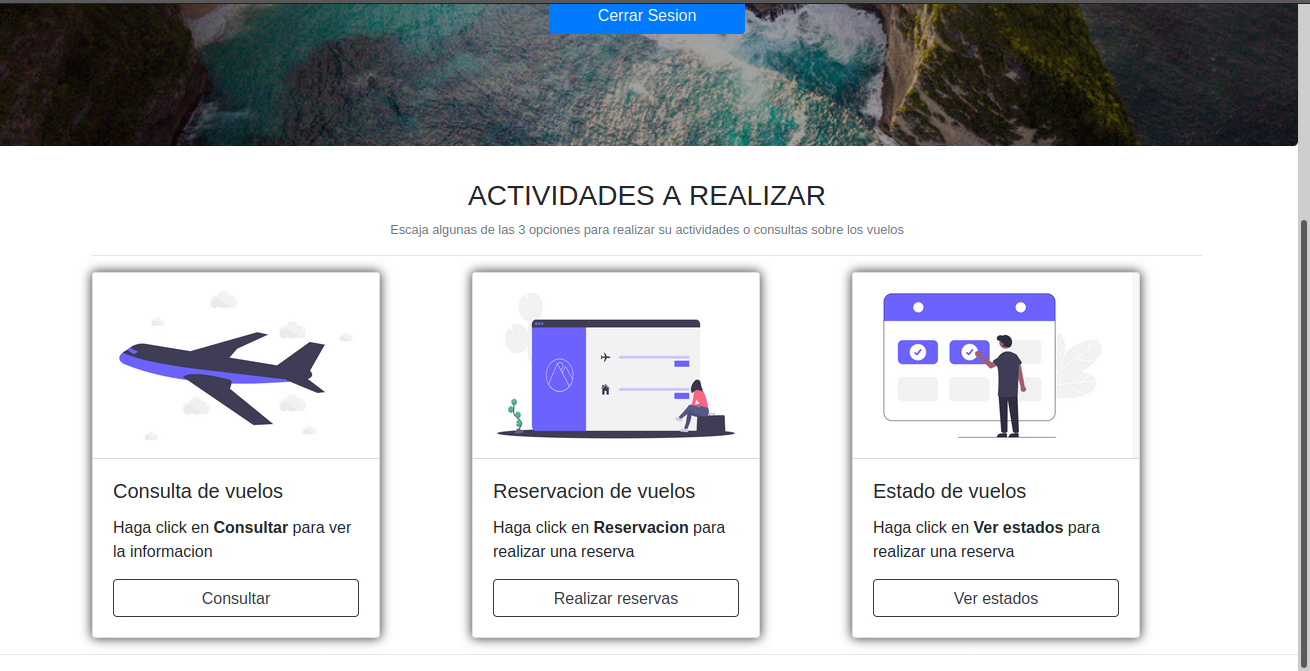 Cerrar Sesion
ACTIVIDADES A REALIZAR
Escaja algunas de las 3 opciones para realizar su actividades o consultas sobre los vuelos
Consulta de vuelos
Haga click en Consultar para ver
la informacion
Consultar
Reservacion de vuelos
Haga click en Reservacion para
realizar una reserva
Realizar reservas
Estado de vuelos
Haga click en Ver estados para
realizar una reserva
Ver estados